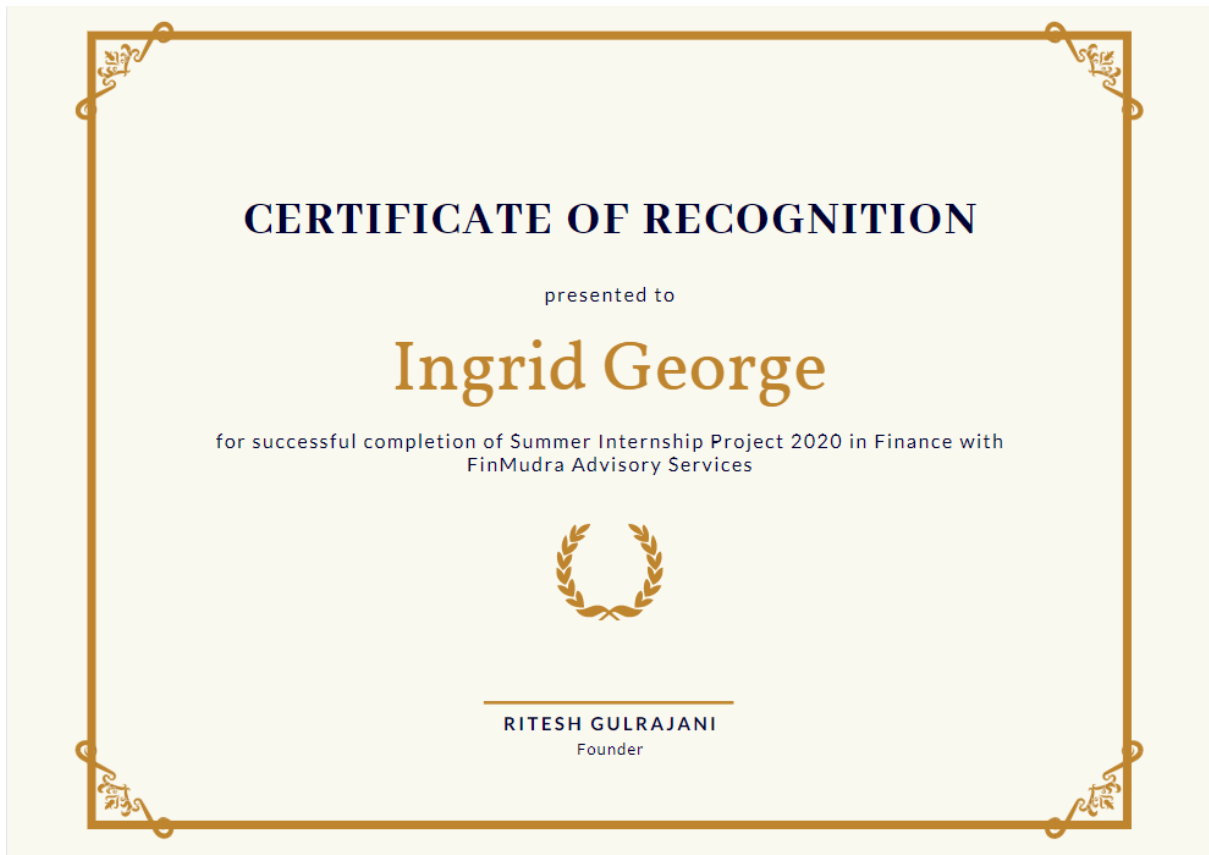 CERTIFICATE OF RECOGNITION
presented to
Ingrid George
for successful completion of Summer Internship Project 2020 in Finance with
FinMudra Advisory Services
RITESH GULRAJANI
Founder